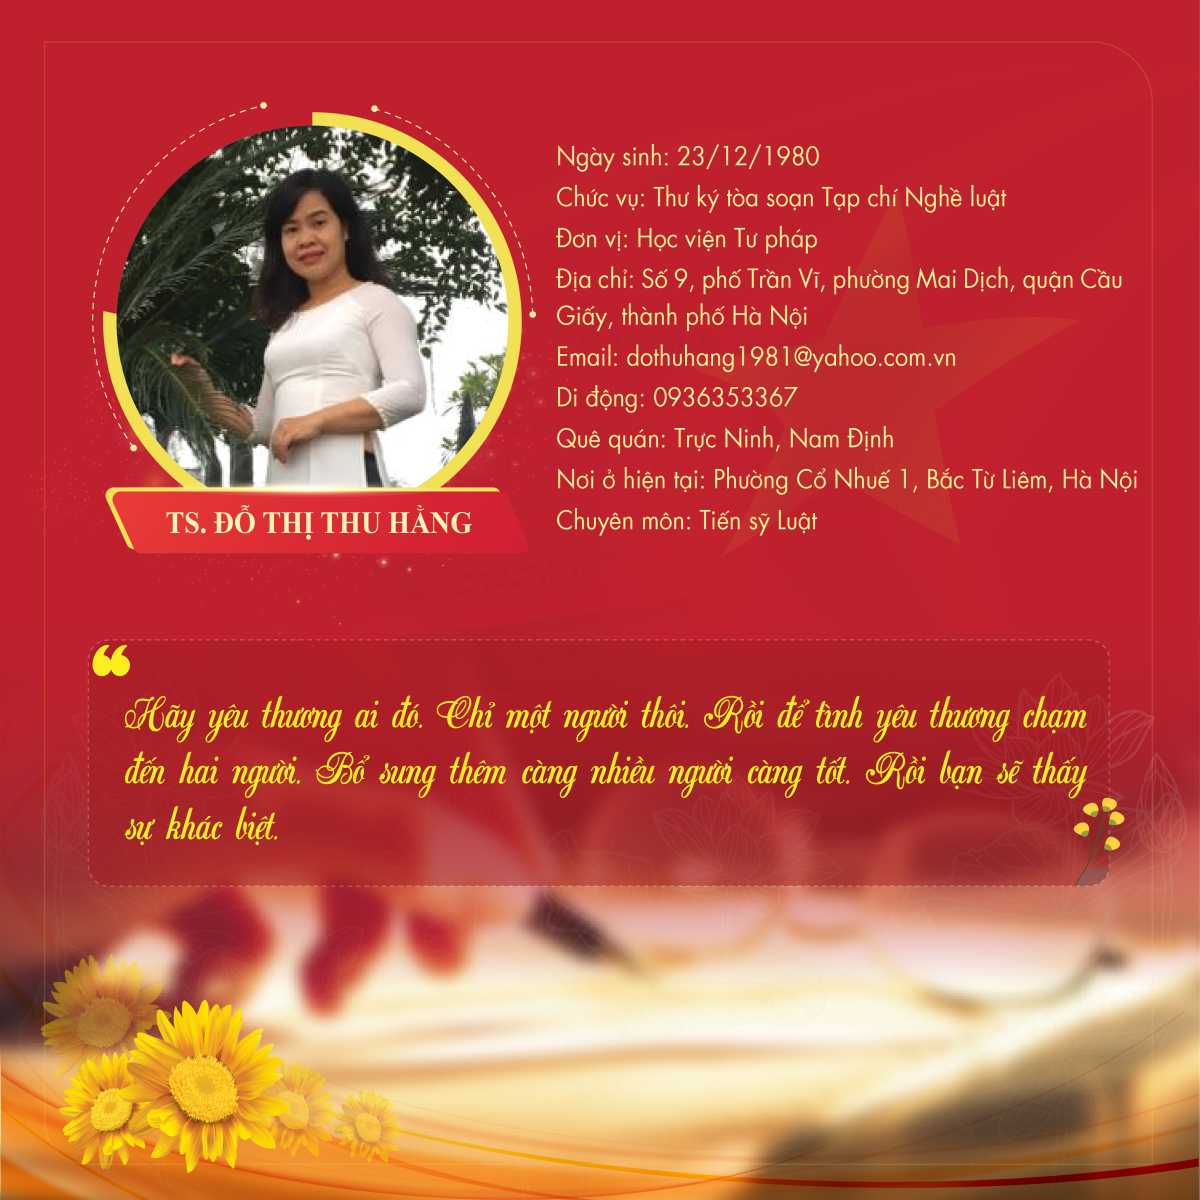 Ngày sinh: 23/12/1980
Chức vụ: Thư ký tòa soạn Tạp chí Nghề luật
Đơn vị: Học viện Tư pháp
Địa chỉ: Số 9, phố Trần Vĩ, phường Mai Dịch, quận Cầu
Giấy, thành phố Hà Nội
Email: dothuhang1981@yahoo.com.vn
Di động: 0936353367
Quê quán: Trực Ninh, Nam Định
Nơi ở hiện tại: Phường Cổ Nhuế 1, Bắc Từ Liêm, Hà Nội
Chuyên môn: Tiến sỹ Luật
TS. ĐỖ THỊ THU HẰNG
“
Hãy yêu thương ai đó. Chỉ một người thôi. Rồi để tình yêu thương chạm
đến hai người. Bổ sung thêm càng nhiều người càng tốt. Rồi bạn sẽ thấy
sự khác biệt.